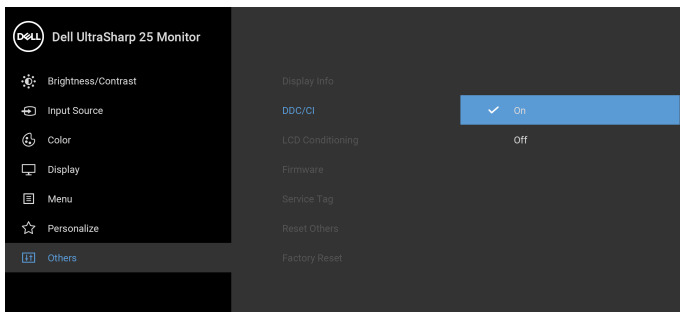 DELL Dell UltraSharp 25 Monitor
Brightness/Contrast
Input Source
Color
Display
Menu
Personalize
Others
Display Info
DDC/CI
LCD Conditioning
Firmware
Service Tag
Reset Others
Factory Reset
On
Off